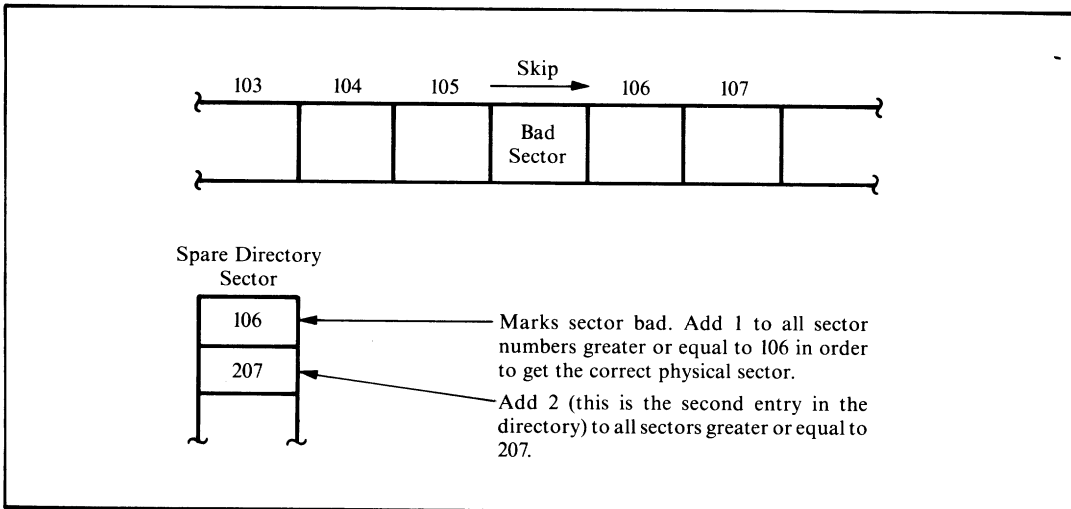 Skip
103 104 105 106 107
Bad
Sector
Spare Directory
Sector
106
207
Marks sector bad. Add 1 to all sector
numbers greater or equal to 106 in order
to get the correct physical sector.
Add 2 (this is the second entry in the
directory) to all sectors greater or equal to
207.